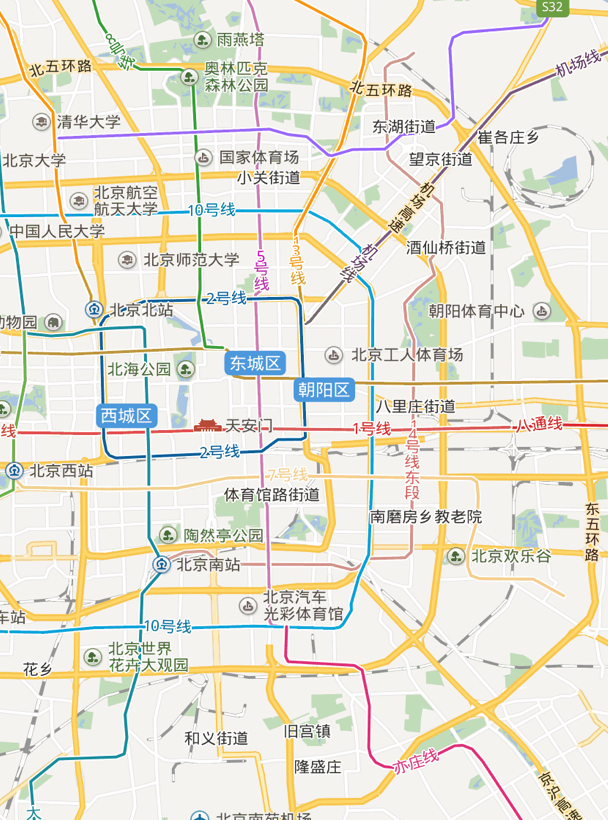 S32
8号线
雨燕塔
机场线
北五环路
奥林匹克
森林公园
北五环路
清华大学
东湖街道
崔各庄乡
北京大学
国家体育场
望京街道
小关街道
机场高速
北京航空
航天大学
10号线
中国人民大学
13号线
酒仙桥街道
5号线
机场线
北京师范大学
2号线
北京北站
朝阳体育中心
动物园
东城区
北京工人体育场
北海公园
朝阳区
八里庄街道
西城区
天安门
线
1号线
八通线
14号线东段
2号线
北京西站
7号线
体育馆路街道
南磨房乡教老院
东五环路
陶然亭公园
北京欢乐谷
北京南站
北京汽车
光彩体育馆
车站
10号线
北京世界
花卉大观园
花乡
旧宫镇
和义街道
亦庄线
隆盛庄
京沪高速
大
北京南苑机场